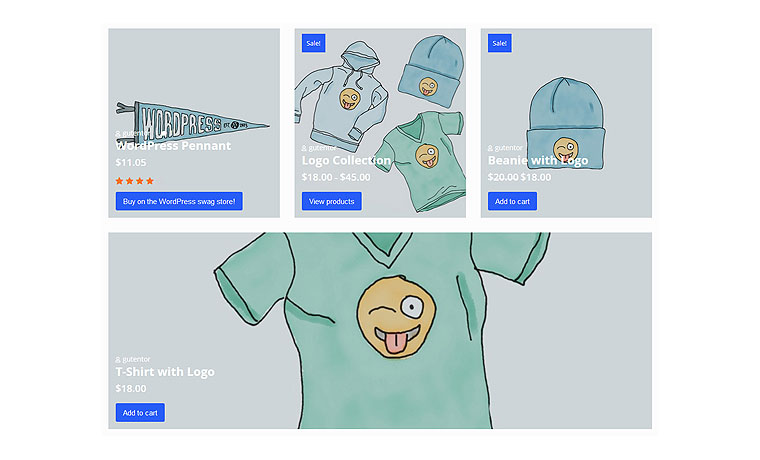 WORDPRESS
gutentor
WordPress Pennant
$11.05
Buy on the WordPress swag store!
Sale!
gutentor
Logo Collection
$18.00 - $45.00
View products
Sale!
gutentor
Beanie with Logo
$20.00 $18.00
Add to cart
gutentor
T-Shirt with Logo
$18.00
Add to cart